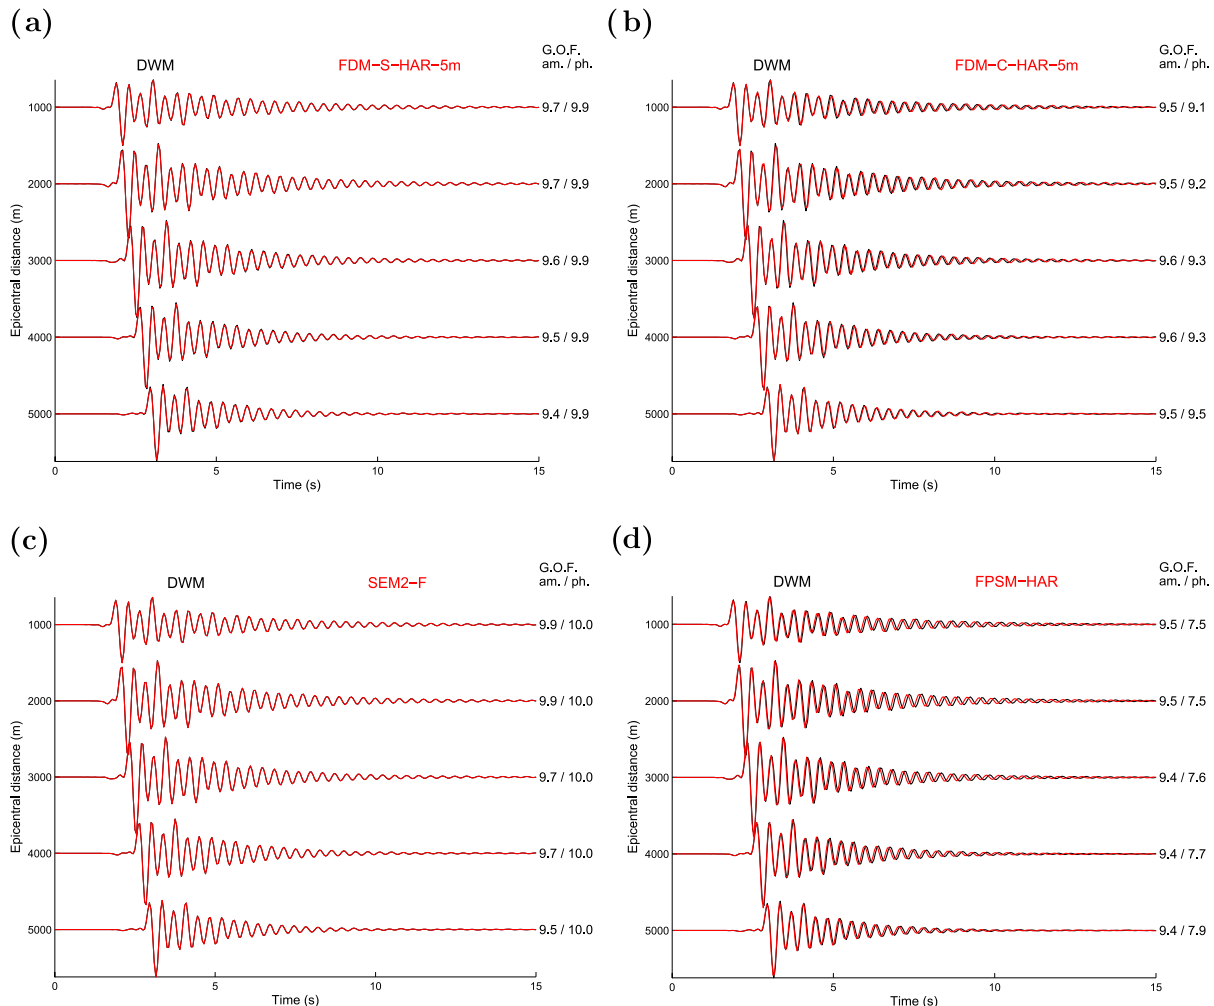 (a)
G.O.F.
DWM FDM−S−HAR−5m am. / ph.
1000 9.7 / 9.9
2000 9.7 / 9.9
3000 9.6 / 9.9
4000 9.5 / 9.9
5000 9.4 / 9.9
Epicentral distance (m)
0 5 10 15
Time (s)
(b)
G.O.F.
DWM FDM−C−HAR−5m am. / ph.
1000 9.5 / 9.1
2000 9.5 / 9.2
3000 9.6 / 9.3
4000 9.6 / 9.3
5000 9.5 / 9.5
Epicentral distance (m)
0 5 10 15
Time (s)
(c)
G.O.F.
DWM SEM2−F am. / ph.
1000 9.9 / 10.0
2000 9.9 / 10.0
3000 9.7 / 10.0
4000 9.7 / 10.0
5000 9.5 / 10.0
Epicentral distance (m)
0 5 10 15
Time (s)
(d)
G.O.F.
DWM FPSM−HAR am. / ph.
1000 9.5 / 7.5
2000 9.5 / 7.5
3000 9.4 / 7.6
4000 9.4 / 7.7
5000 9.4 / 7.9
Epicentral distance (m)
0 5 10 15
Time (s)